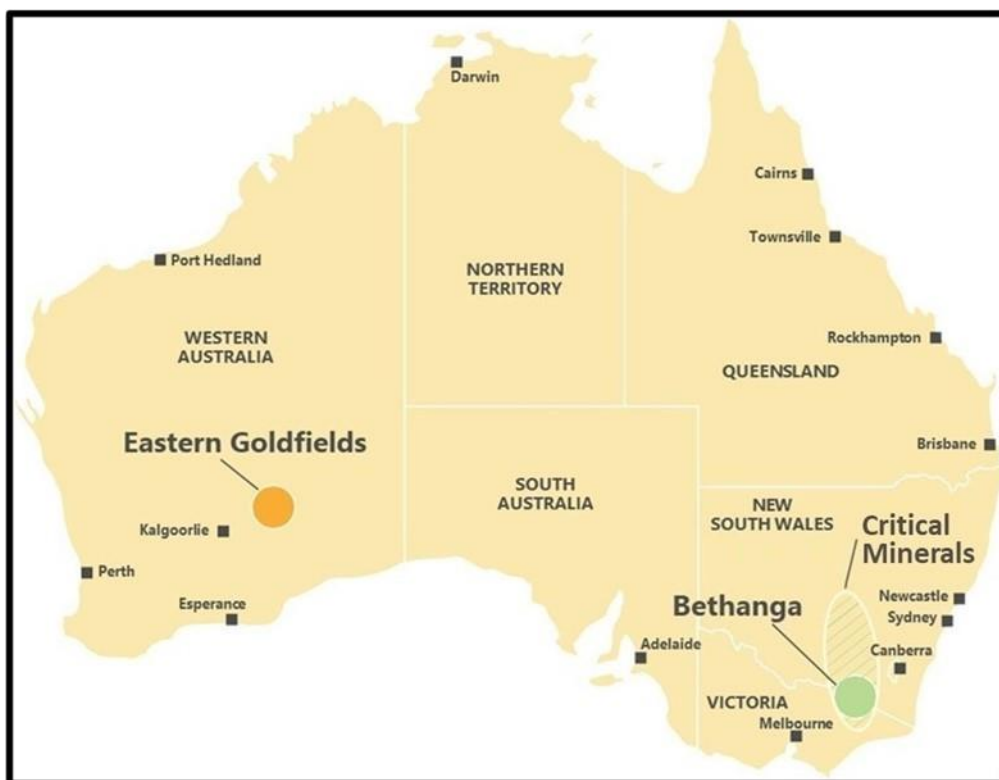 Darwin
Cairns
Townsville
Port Hedland
NORTHERN
TERRITORY
WESTERN
AUSTRALIA
Rockhampton
QUEENSLAND
Eastern Goldfields
Brisbane
SOUTH
AUSTRALIA
NEW
SOUTH WALES
Critical
Minerals
Kalgoorlie
Perth
Esperance
Bethanga
Newcastle
Sydney
Adelaide
Canberra
VICTORIA
Melbourne